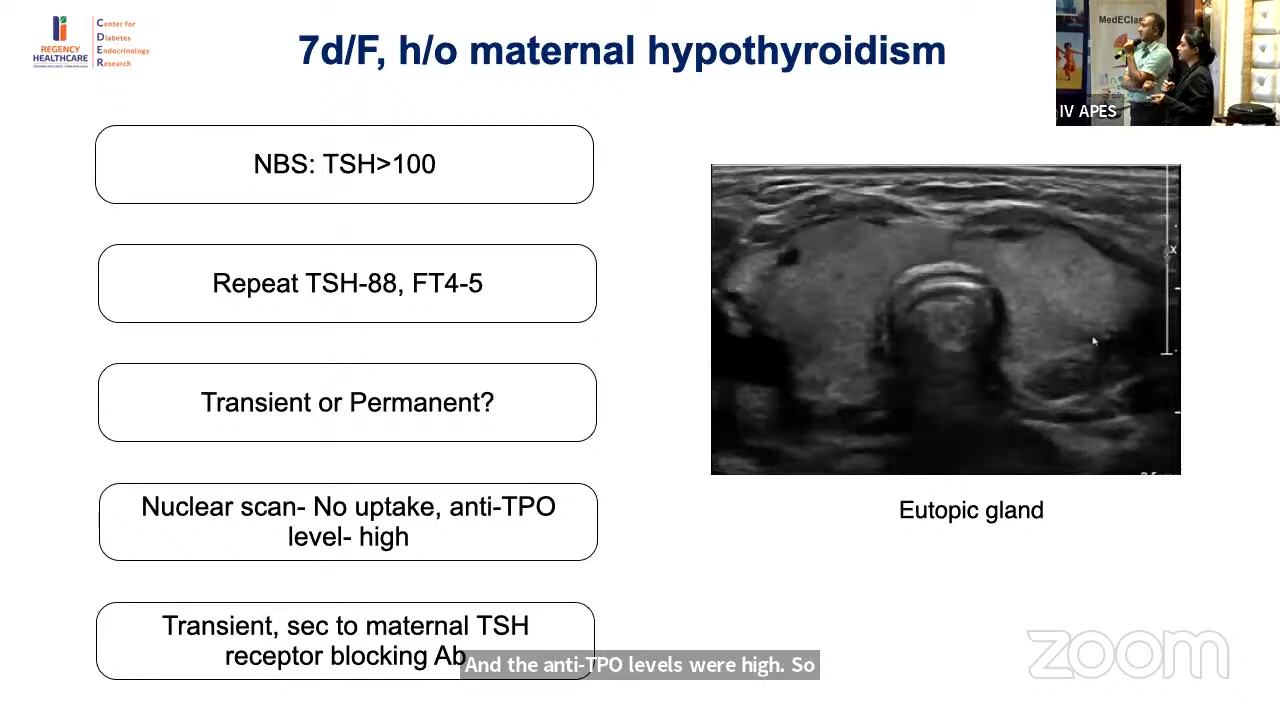 REGENCY
HEALTHCARE
Center for
Diabetes
Endocrinology
Research
7d/F, h/o maternal hypothyroidism
MedEClas
IV APES
NBS: TSH>100
Repeat TSH-88, FT4-5
Transient or Permanent?
Nuclear scan- No uptake, anti-TPO
level- high
Transient, sec to maternal TSH
receptor blocking Ab
X
Eutopic gland
And the anti-TPO levels were high. So
zoom